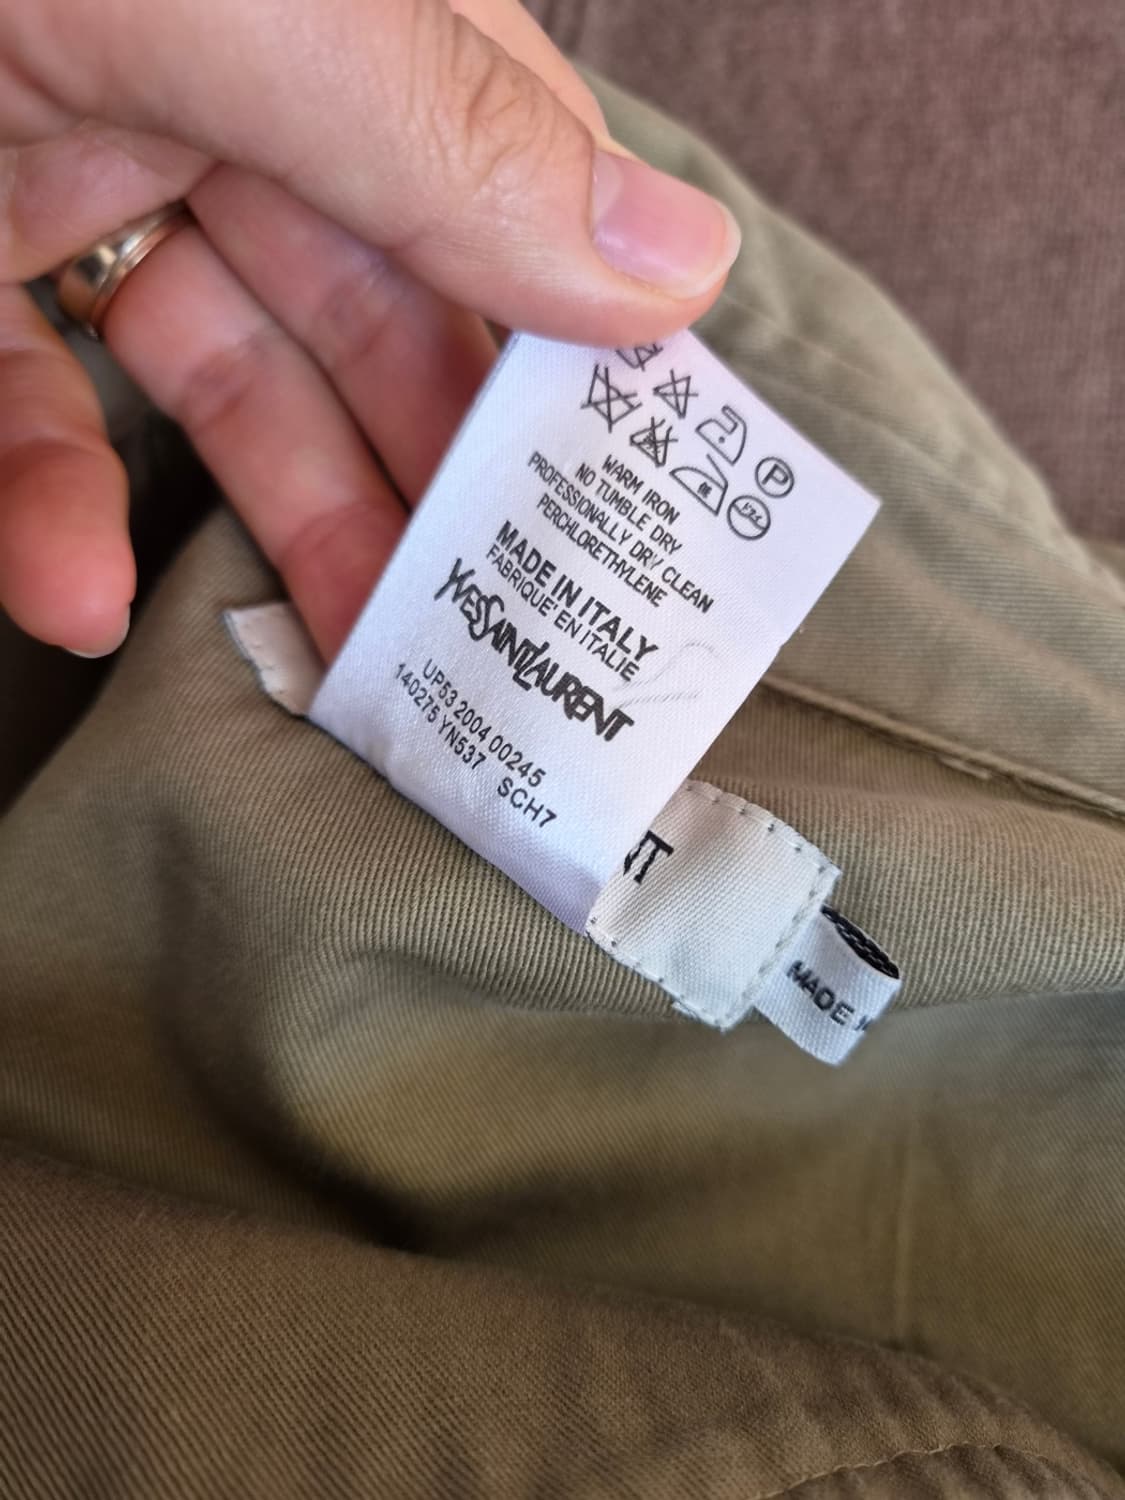 P
WARM IRON
NO TUMBLE DRY
PROFESSIONALLY DRY CLEAN
PERCHLORETHYLENE
MADE IN ITALY
FABRIQUE' EN ITALIE
YVESSAINTLAURENT
UP53 2004 00245
140275 YN537 SCH7
NT
MADE